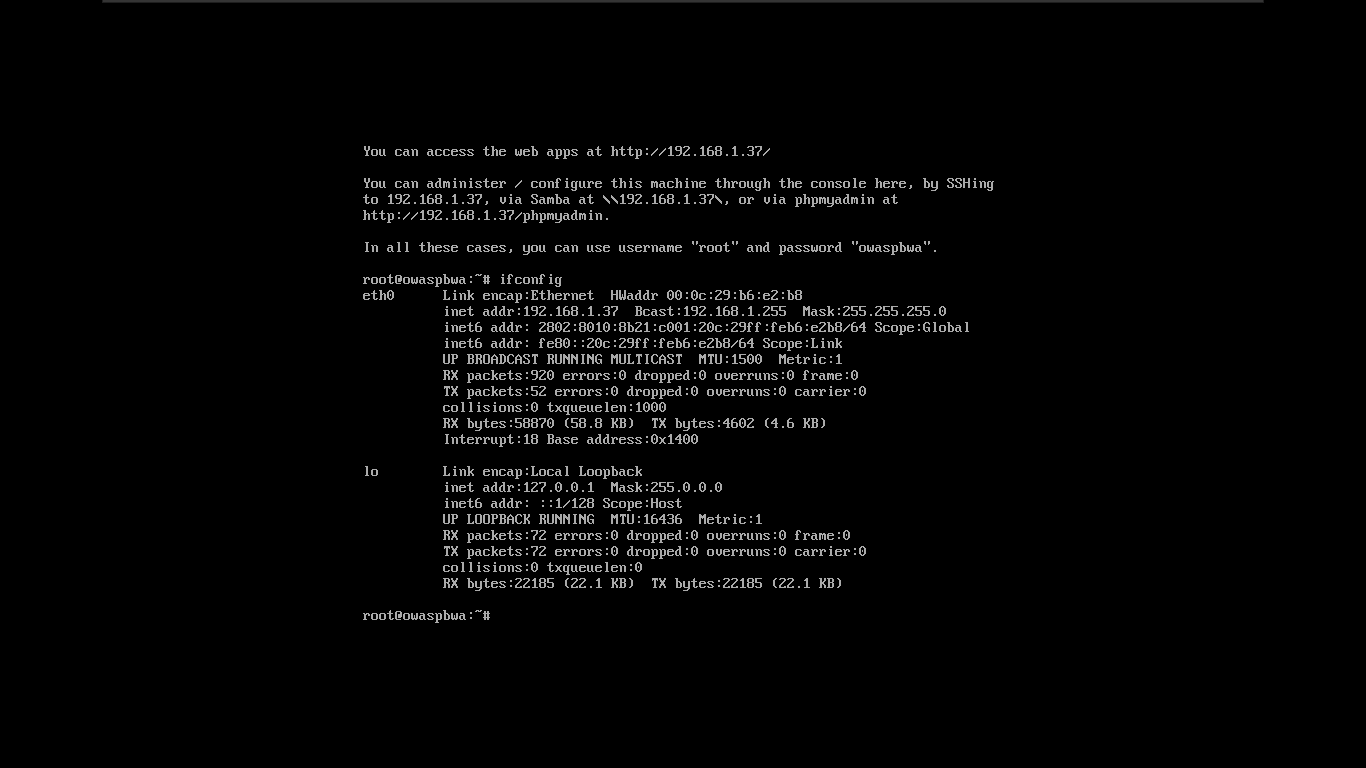 You can access the web apps at http://192.168.1.37/
You can administer / configure this machine through the console here, by SSHing
to 192.168.1.37, via Samba at \\192.168.1.37\, or via phpmyadmin at
http://192.168.1.37/phpmyadmin.
In all these cases, you can use username "root" and password "owaspbwa".
root@owaspbwa:~# ifconfig
eth0      Link encap:Ethernet  HWaddr 00:0c:29:b6:e2:b8
          inet addr:192.168.1.37  Bcast:192.168.1.255  Mask:255.255.255.0
          inet6 addr: 2802:8010:8b21:c001:20c:29ff:feb6:e2b8/64 Scope:Global
          inet6 addr: fe80::20c:29ff:feb6:e2b8/64 Scope:Link
          UP BROADCAST RUNNING MULTICAST  MTU:1500  Metric:1
          RX packets:920 errors:0 dropped:0 overruns:0 frame:0
          TX packets:52 errors:0 dropped:0 overruns:0 carrier:0
          collisions:0 txqueuelen:1000
          RX bytes:58870 (58.8 KB)  TX bytes:4602 (4.6 KB)
          Interrupt:18 Base address:0x1400
lo        Link encap:Local Loopback
          inet addr:127.0.0.1  Mask:255.0.0.0
          inet6 addr: ::1/128 Scope:Host
          UP LOOPBACK RUNNING  MTU:16436  Metric:1
          RX packets:72 errors:0 dropped:0 overruns:0 frame:0
          TX packets:72 errors:0 dropped:0 overruns:0 carrier:0
          collisions:0 txqueuelen:0
          RX bytes:22185 (22.1 KB)  TX bytes:22185 (22.1 KB)
root@owaspbwa:~#